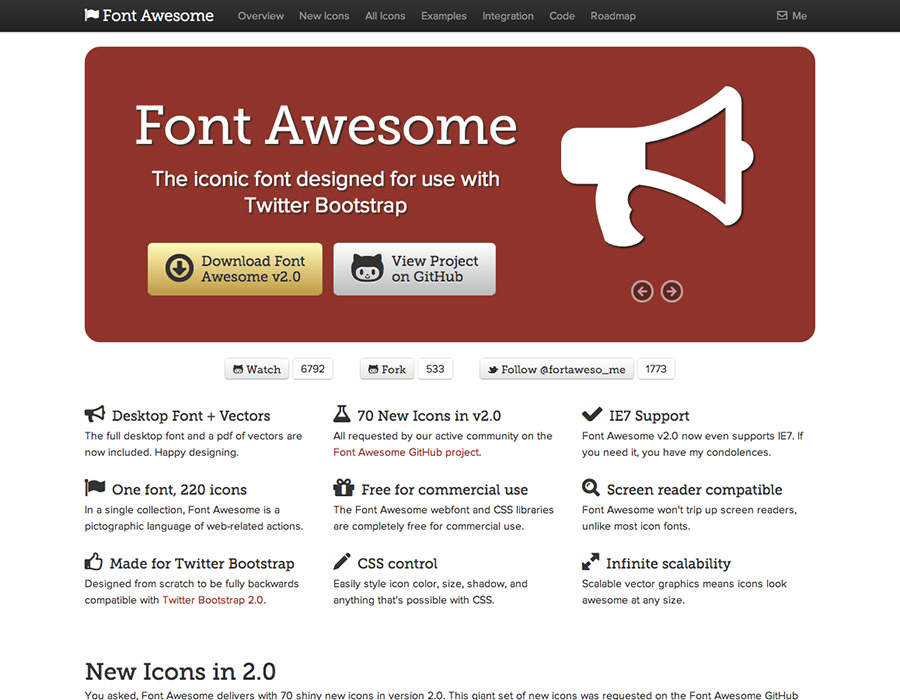 Font Awesome Overview New Icons All Icons Examples Integration Code Roadmap Me
Font Awesome
The iconic font designed for use with
Twitter Bootstrap
Download Font
Awesome v2.0
View Project
on GitHub
Watch 6792 Fork 533 Follow @fortaweso_me 1773
Desktop Font + Vectors
The full desktop font and a pdf of vectors are
now included. Happy designing.
70 New Icons in v2.0
All requested by our active community on the
Font Awesome GitHub project.
IE7 Support
Font Awesome v2.0 now even supports IE7. If
you need it, you have my condolences.
One font, 220 icons
In a single collection, Font Awesome is a
pictographic language of web-related actions.
Free for commercial use
The Font Awesome webfont and CSS libraries
are completely free for commercial use.
Screen reader compatible
Font Awesome won't trip up screen readers,
unlike most icon fonts.
Made for Twitter Bootstrap
Designed from scratch to be fully backwards
compatible with Twitter Bootstrap 2.0.
CSS control
Easily style icon color, size, shadow, and
anything that's possible with CSS.
Infinite scalability
Scalable vector graphics means icons look
awesome at any size.
New Icons in 2.0
You asked, Font Awesome delivers with 70 shiny new icons in version 2.0. This giant set of new icons was requested on the Font Awesome GitHub